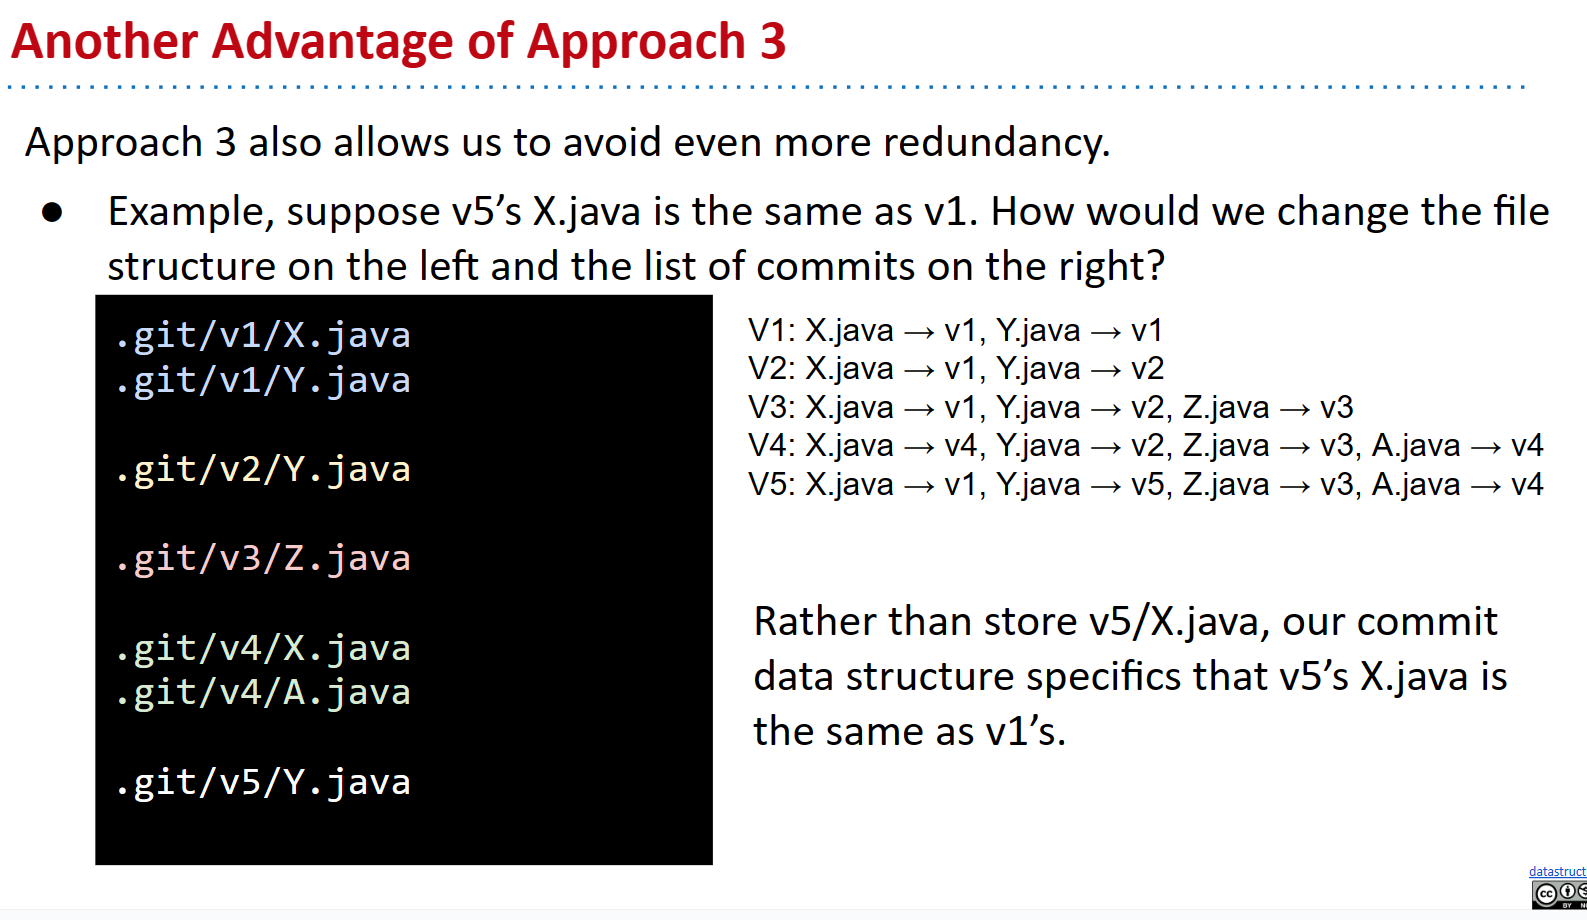 Another Advantage of Approach 3
Approach 3 also allows us to avoid even more redundancy.
● Example, suppose v5’s X.java is the same as v1. How would we change the file
structure on the left and the list of commits on the right?
.git/v1/X.java
.git/v1/Y.java
.git/v2/Y.java
.git/v3/Z.java
.git/v4/X.java
.git/v4/A.java
.git/v5/Y.java
V1: X.java → v1, Y.java → v1
V2: X.java → v1, Y.java → v2
V3: X.java → v1, Y.java → v2, Z.java → v3
V4: X.java → v4, Y.java → v2, Z.java → v3, A.java → v4
V5: X.java → v1, Y.java → v5, Z.java → v3, A.java → v4
Rather than store v5/X.java, our commit
data structure specifics that v5’s X.java is
the same as v1’s.
datastruct
cc
BY